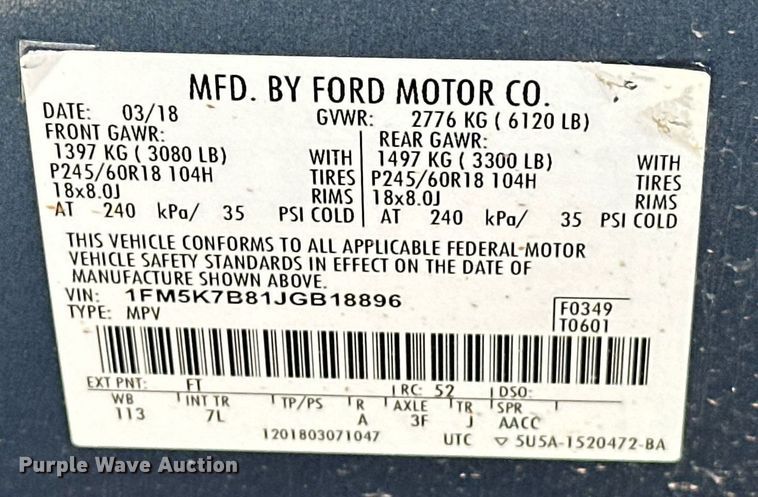 MFD. BY FORD MOTOR CO.
DATE: 03/18 GVWR: 2776 KG ( 6120 LB)
FRONT GAWR: REAR GAWR:
1397 KG ( 3080 LB) WITH 1497 KG ( 3300 LB) WITH
P245/60R18 104H TIRES P245/60R18 104H TIRES
18x8.0J RIMS 18x8.0J RIMS
AT 240 kPa/ 35 PSI COLD AT 240 kPa/ 35 PSI COLD
THIS VEHICLE CONFORMS TO ALL APPLICABLE FEDERAL MOTOR
VEHICLE SAFETY STANDARDS IN EFFECT ON THE DATE OF
MANUFACTURE SHOWN ABOVE.
VIN: 1FM5K7B81JGB18896 F0349
TYPE: MPV T0601
EXT PNT: FT RC: 52 DSO:
WB INT TR TP/PS R AXLE TR SPR
113 7L A 3F J AACC
1201803071047 UTC ▽ 5U5A-1520472-BA
Purple Wave Auction